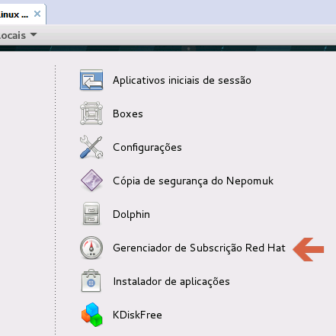 inux ...
ocais
Aplicativos iniciais de sessão
Boxes
Configurações
Cópia de segurança do Nepomuk
Dolphin
Gerenciador de Subscrição Red Hat
Instalador de aplicações
KDiskFree